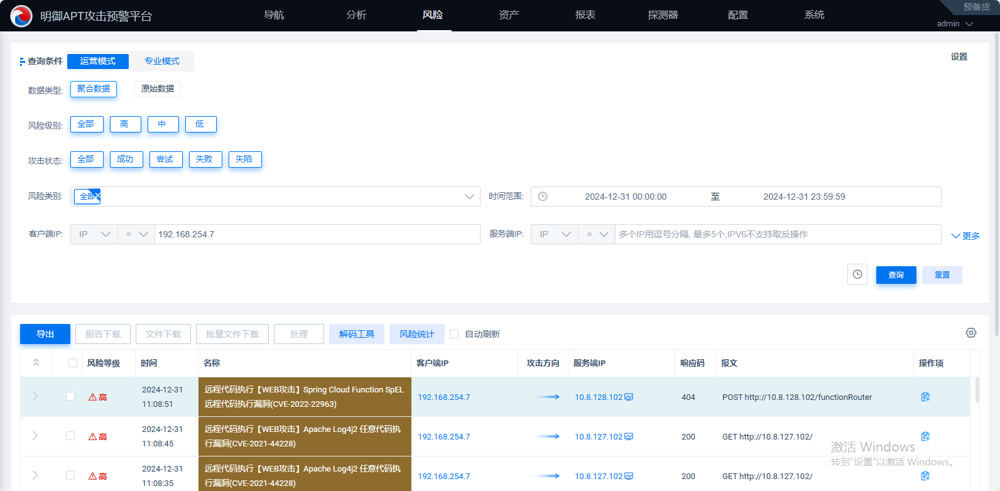 明御APT攻击预警平台 导航 分析 风险 资产 报表 探测器 配置 系统 预备货
admin
查询条件 运营模式 专业模式 设置
数据类型: 聚合数据 原始数据
风险级别: 全部 高 中 低
攻击状态: 全部 成功 尝试 失败 失陷
风险类别: 全部 时间范围: 2024-12-31 00:00:00 至 2024-12-31 23:59:59
客户端IP: IP = 192.168.254.7 服务端IP: IP = 多个IP用逗号分隔, 最多5个,IPV6不支持取反操作 更多
查询 重置
导出 报告下载 文件下载 批量文件下载 处理 解码工具 风险统计 自动刷新
风险等级 时间 名称 客户端IP 攻击方向 服务端IP 响应码 报文 操作项
高 2024-12-31 11:08:51 远程代码执行【WEB攻击】Spring Cloud Function SpEL 远程代码执行漏洞(CVE-2022-22963) 192.168.254.7 10.8.128.102 404 POST http://10.8.128.102/functionRouter
高 2024-12-31 11:08:45 远程代码执行【WEB攻击】Apache Log4j2 任意代码执行漏洞(CVE-2021-44228) 192.168.254.7 10.8.127.102 200 GET http://10.8.127.102/
高 2024-12-31 11:08:35 远程代码执行【WEB攻击】Apache Log4j2 任意代码执行漏洞(CVE-2021-44228) 192.168.254.7 10.8.127.102 200 GET http://10.8.127.102/
激活 Windows
转到“设置”以激活 Windows。